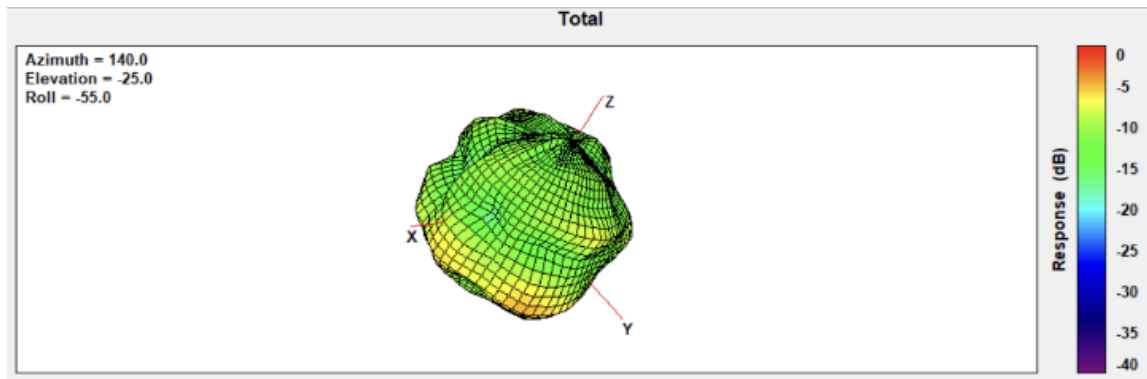 Total
Azimuth = 140.0
Elevation = -25.0
Roll = -55.0
Z
X
Y
0
-5
-10
-15
-20
-25
-30
-35
-40
Response (dB)